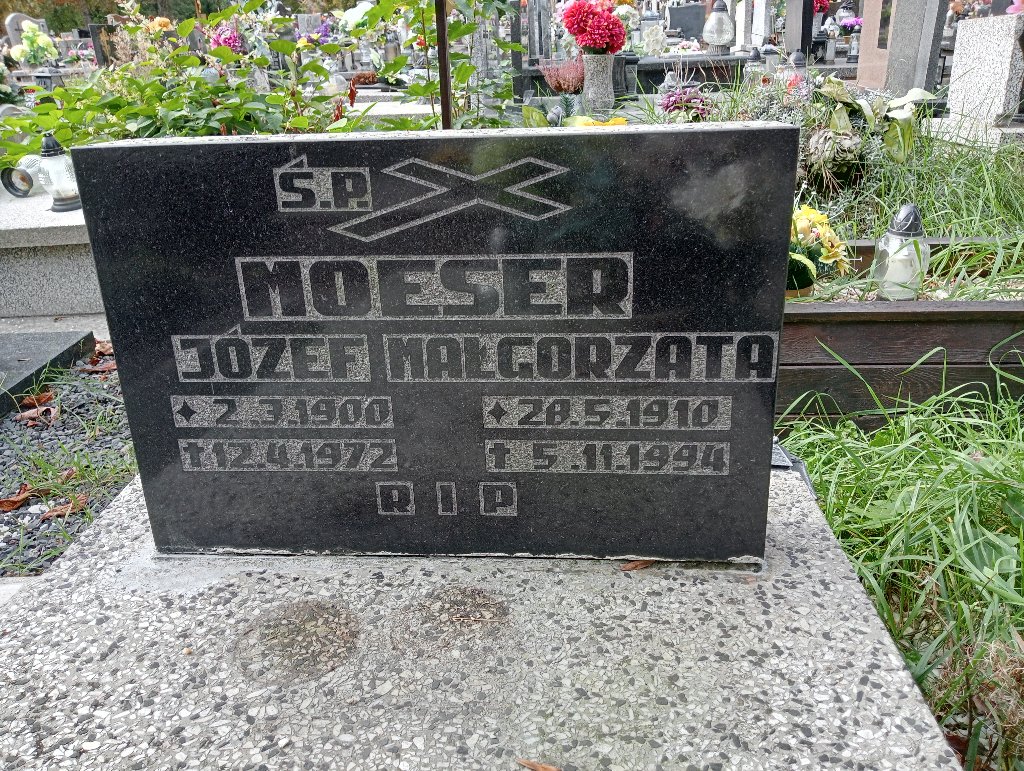 Ś.P.
MOESER
JÓZEF MAŁGORZATA
✦ 2.3.1900 ✦ 28.5.1910
† 12.4.1972 † 5.11.1994
R I P